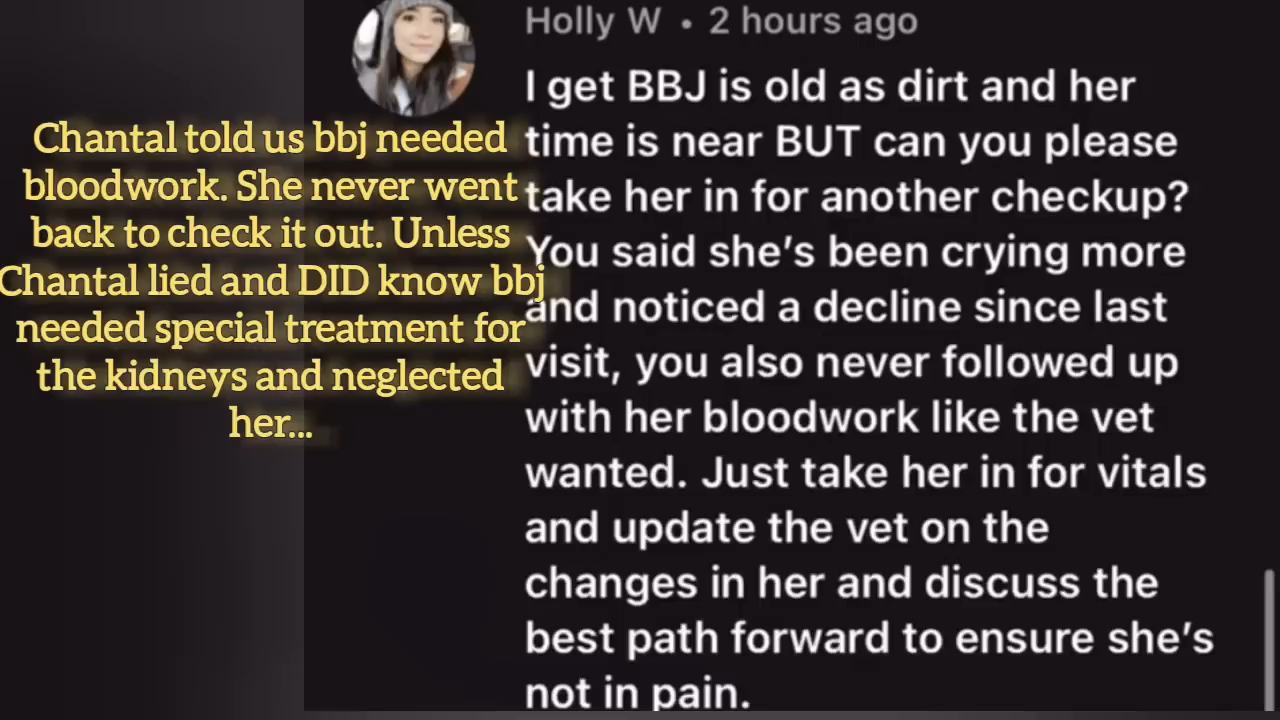 Chantal told us bbj needed
bloodwork. She never went
back to check it out. Unless
Chantal lied and DID know bbj
needed special treatment for
the kidneys and neglected
her...
Holly W • 2 hours ago
I get BBJ is old as dirt and her
time is near BUT can you please
take her in for another checkup?
You said she's been crying more
and noticed a decline since last
visit, you also never followed up
with her bloodwork like the vet
wanted. Just take her in for vitals
and update the vet on the
changes in her and discuss the
best path forward to ensure she's
not in pain.